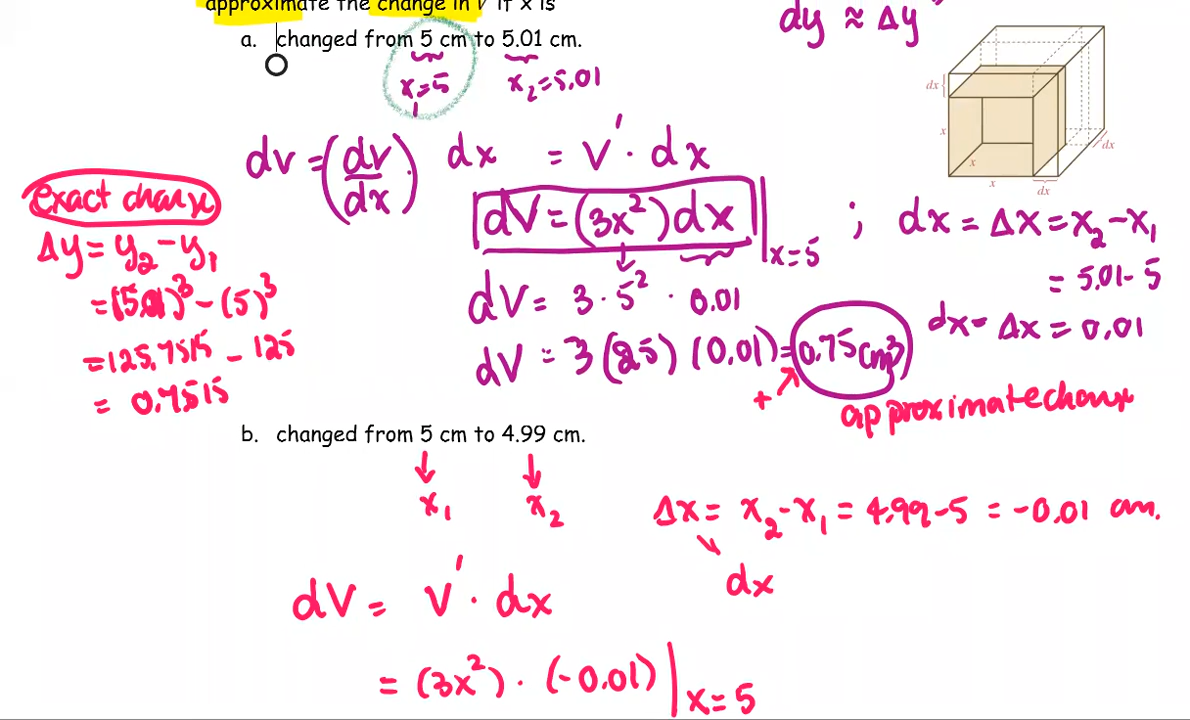 approximate the change in V if x is
a. changed from 5 cm to 5.01 cm.
dy ≈ Δy
x₁=5 x₂=5.01
dx
x
x
x
dx
dx
dv = (dv/dx) · dx = V' · dx
exact change
Δy = y₂ - y₁
= (5.01)³ - (5)³
= 125.7515 - 125
= 0.7515
dV = (3x²) dx |x=5 ; dx = Δx = x₂ - x₁
= 5.01 - 5
dx = Δx = 0.01
dV = 3 · 5² · 0.01
dV = 3 (25) (0.01) = 0.75 cm³
+
approximate change
b. changed from 5 cm to 4.99 cm.
x₁ x₂
Δx = x₂ - x₁ = 4.99 - 5 = -0.01 cm.
dx
dV = V' · dx
= (3x²) · (-0.01) |x=5